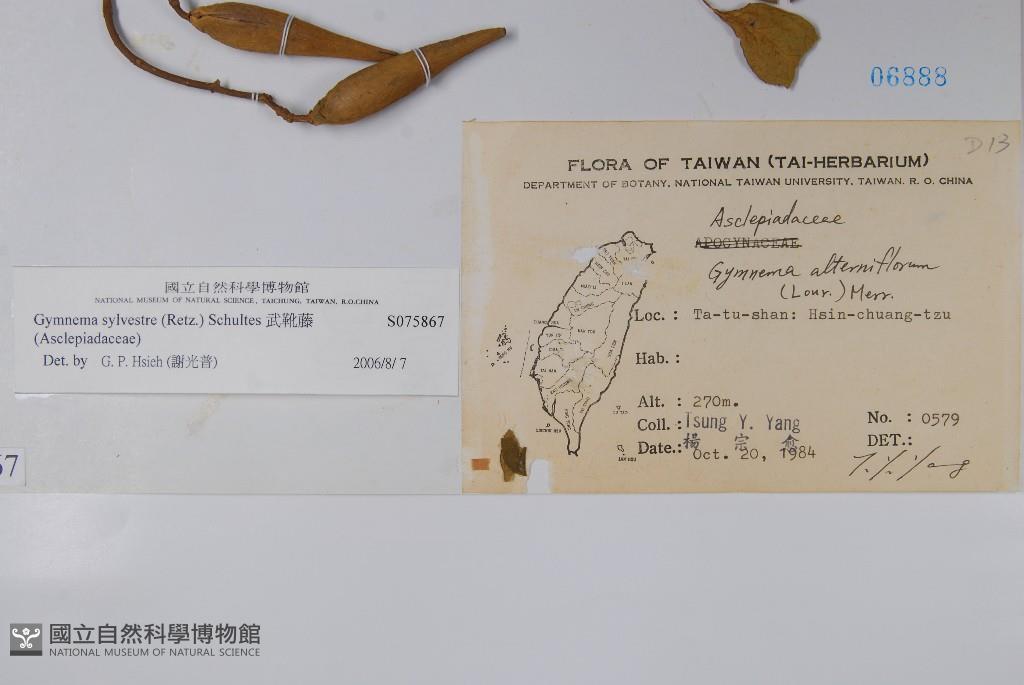 06888
D13
FLORA OF TAIWAN (TAI-HERBARIUM)
DEPARTMENT OF BOTANY, NATIONAL TAIWAN UNIVERSITY, TAIWAN. R. O. CHINA
Asclepiadaceae
APOCYNACEAE
Gymnema alterniflorum
(Lour.) Merr.
Loc. : Ta-tu-shan: Hsin-chuang-tzu
Hab. :
Alt. : 270m.
Coll. : Tsung Y. Yang
楊 宗 愈
Date.: Oct. 20, 1984
No. : 0579
DET.:
T. Y. Yang
國立自然科學博物館
NATIONAL MUSEUM OF NATURAL SCIENCE, TAICHUNG, TAIWAN, R.O.CHINA
Gymnema sylvestre (Retz.) Schultes 武靴藤 S075867
(Asclepiadaceae)
Det. by G. P. Hsieh (謝光普) 2006/8/ 7
57
國立自然科學博物館
NATIONAL MUSEUM OF NATURAL SCIENCE